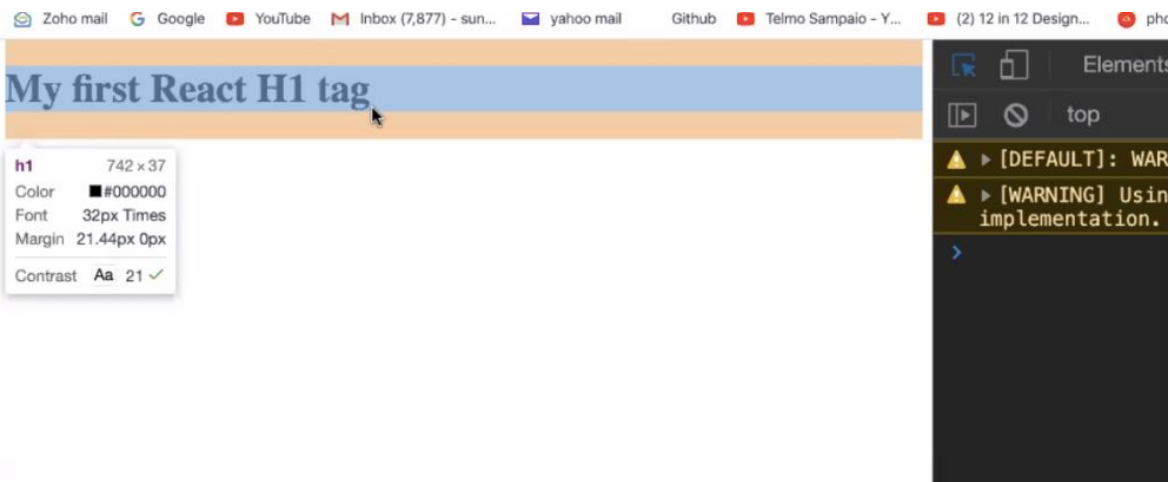 Zoho mail Google YouTube Inbox (7,877) – sun... yahoo mail Github Telmo Sampaio - Y... (2) 12 in 12 Design...
My first React H1 tag
h1 742 × 37
Color #000000
Font 32px Times
Margin 21.44px 0px
Contrast Aa 21
Elements
top
[DEFAULT]: WAR
[WARNING] Usin
implementation.